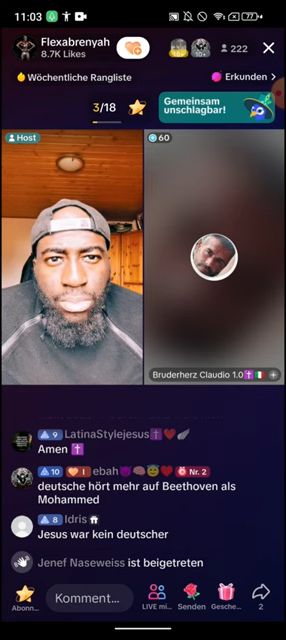 11:03
77
Flexabrenyah
8.7K Likes
222
Wöchentliche Rangliste
Erkunden >
3/18
Gemeinsam
unschlagbar!
Host
60
Bruderherz Claudio 1.0✝️🇮🇹 +
9 LatinaStylejesus✝️❤️🪽
Amen ✝️
10 I ebah😈🧠😇❤️ Nr. 2
deutsche hört mehr auf Beethoven als
Mohammed
8 Idris🏠
Jesus war kein deutscher
Jenef Naseweiss ist beigetreten
Kommentar...
Abonn...
LIVE mi...
Senden
Gesche...
2